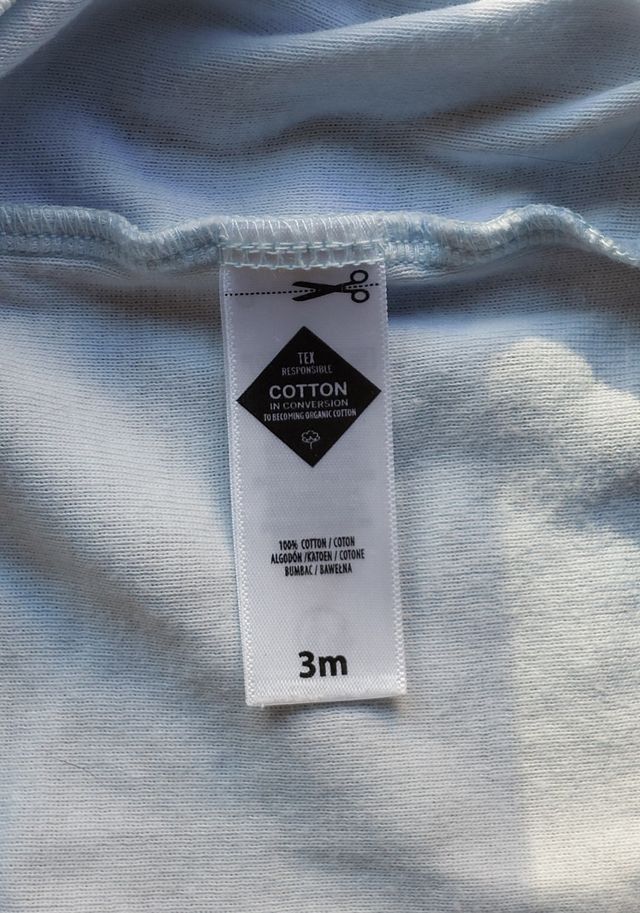 TEX
RESPONSIBLE
COTTON
IN CONVERSION
TO BECOMING ORGANIC COTTON
100% COTTON / COTON
ALGODÓN /KATOEN / COTONE
BUMBAC / BAWEŁNA
3m